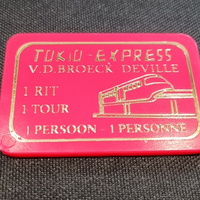 TOKIO-EXPRESS
V.D.BROECK DEVILLE
1 RIT
1 TOUR
1 PERSOON - 1 PERSONNE